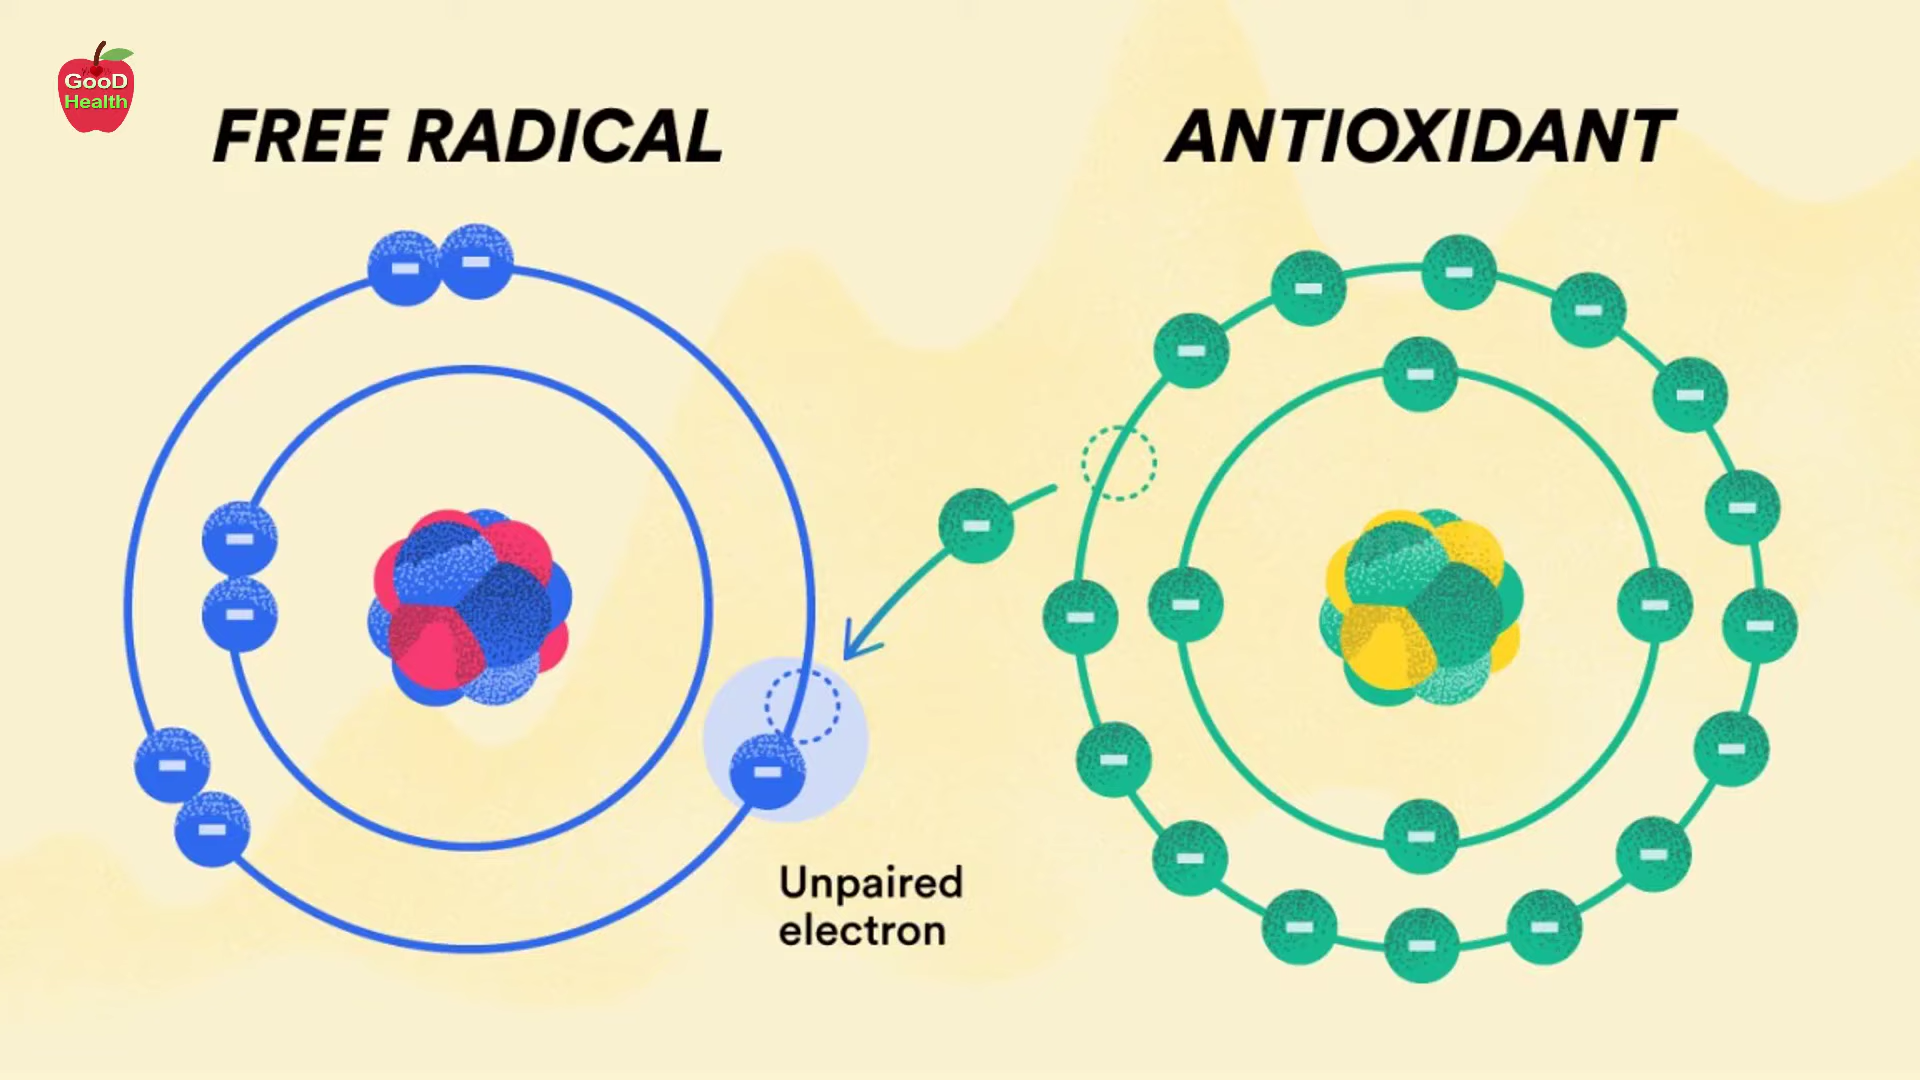 GooD
Health
FREE RADICAL
ANTIOXIDANT
Unpaired
electron